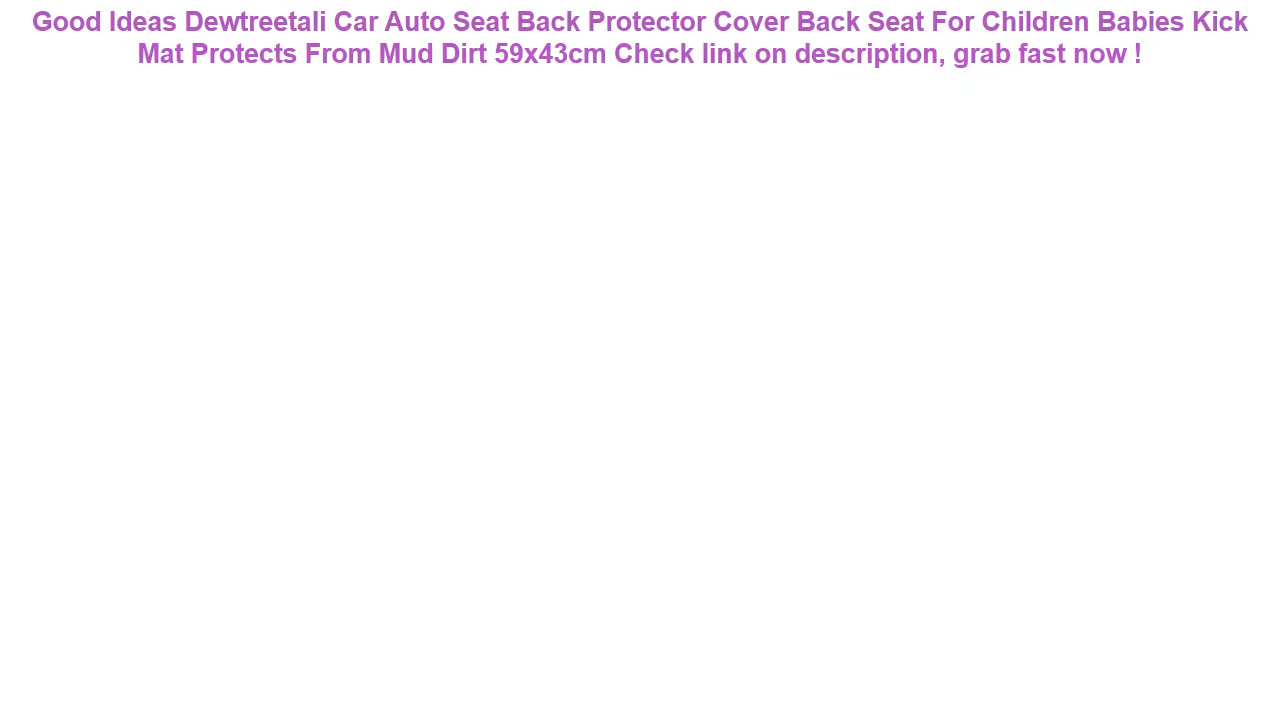 Good Ideas Dewtreetali Car Auto Seat Back Protector Cover Back Seat For Children Babies Kick
Mat Protects From Mud Dirt 59x43cm Check link on description, grab fast now !